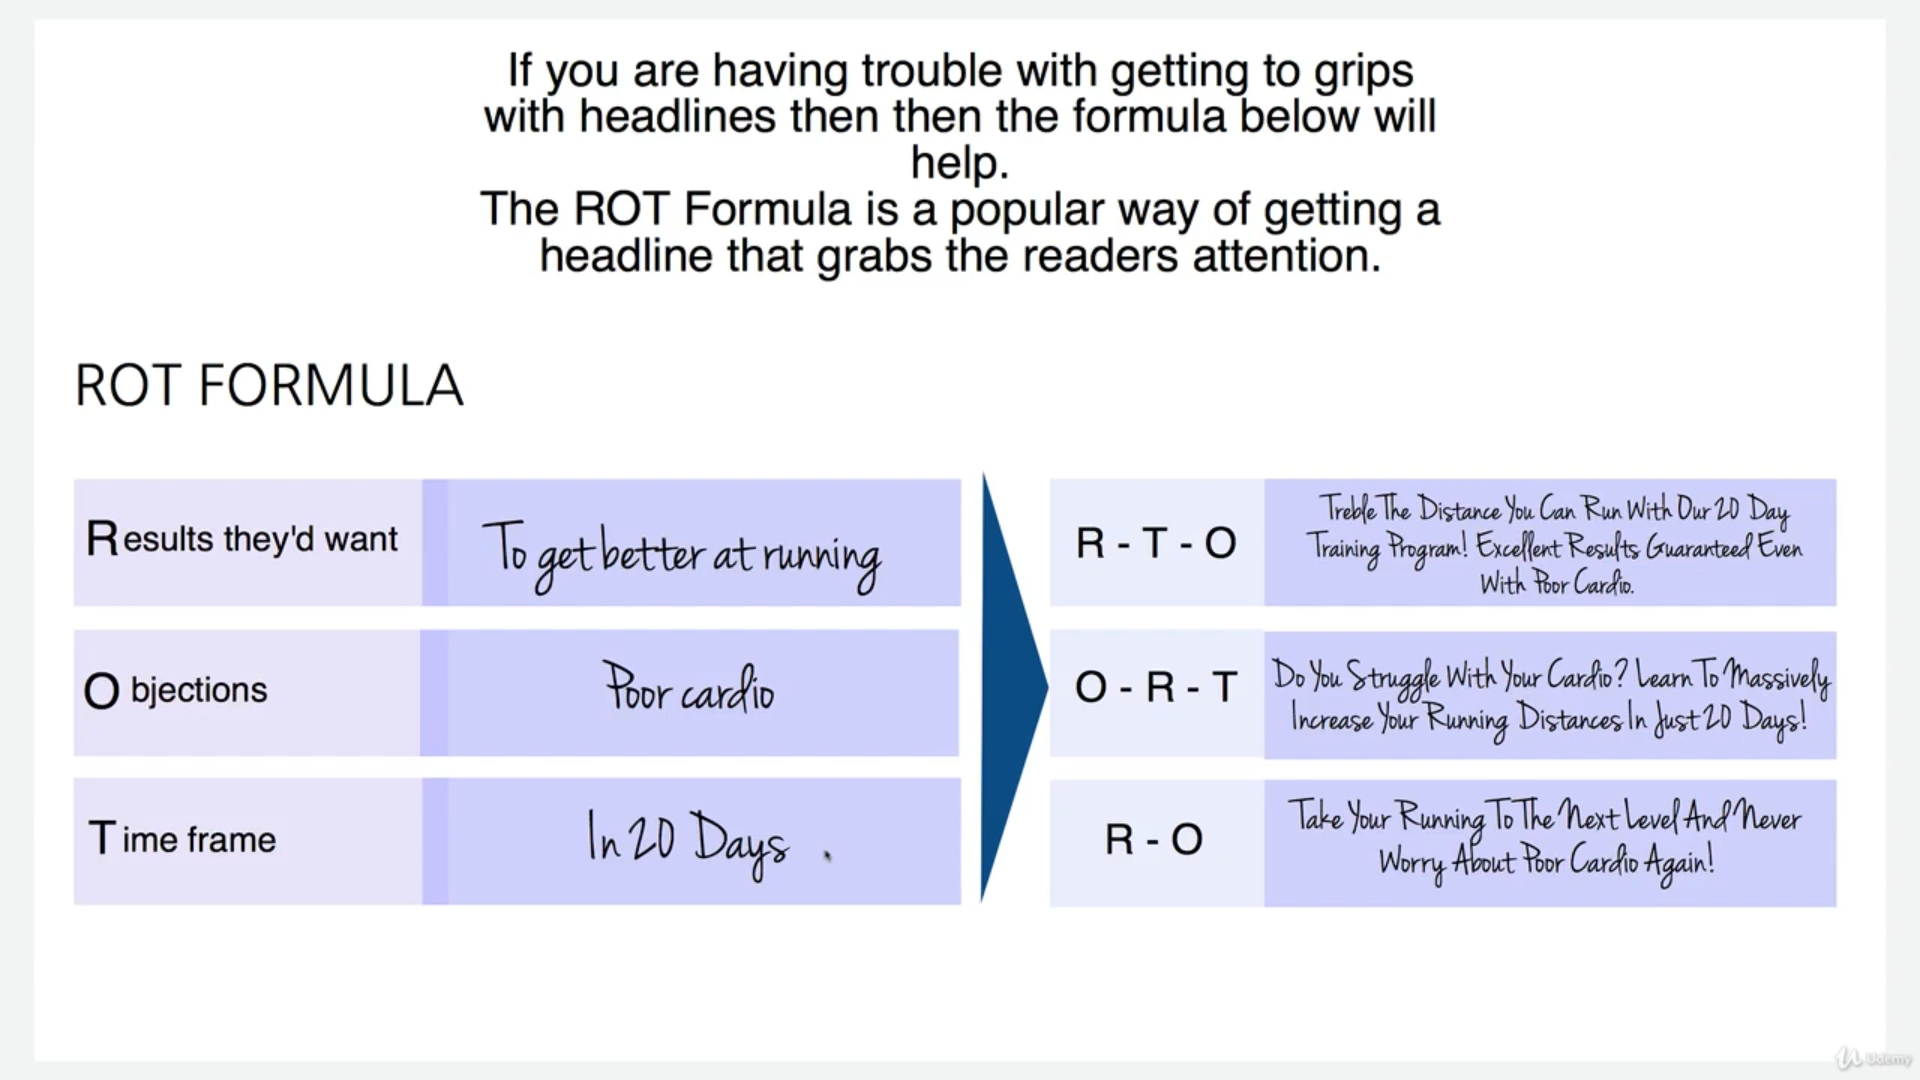 If you are having trouble with getting to grips
with headlines then then the formula below will
help.
The ROT Formula is a popular way of getting a
headline that grabs the readers attention.
ROT FORMULA
Results they'd want
To get better at running
O bjections
Poor cardio
Time frame
In 20 Days
R - T - O
Treble The Distance You Can Run With Our 20 Day
Training Program! Excellent Results Guaranteed Even
With Poor Cardio.
O - R - T
Do You Struggle With Your Cardio? Learn To Massively
Increase Your Running Distances In Just 20 Days!
R - O
Take Your Running To The Next Level And Never
Worry About Poor Cardio Again!
Udemy